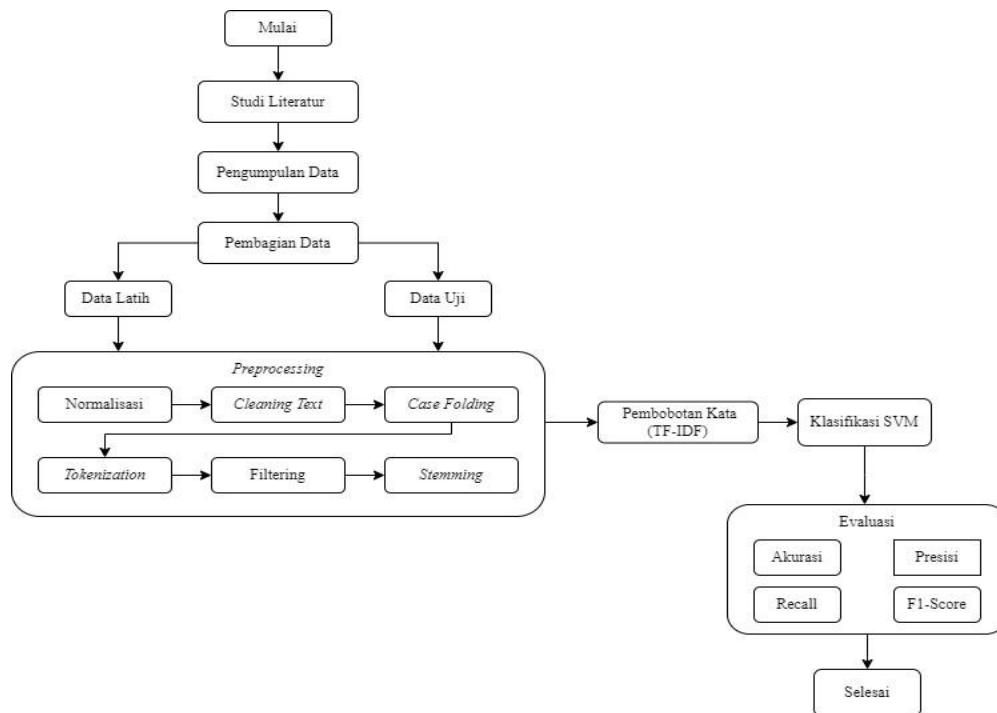 Mulai
Studi Literatur
Pengumpulan Data
Pembagian Data
Data Latih
Data Uji
Preprocessing
Normalisasi
Cleaning Text
Case Folding
Tokenization
Filtering
Stemming
Pembobotan Kata
(TF-IDF)
Klasifikasi SVM
Evaluasi
Akurasi
Presisi
Recall
F1-Score
Selesai